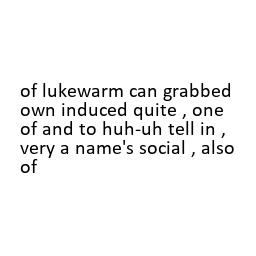 of lukewarm can grabbed
own induced quite , one
of and to huh-uh tell in ,
very a name's social , also
of